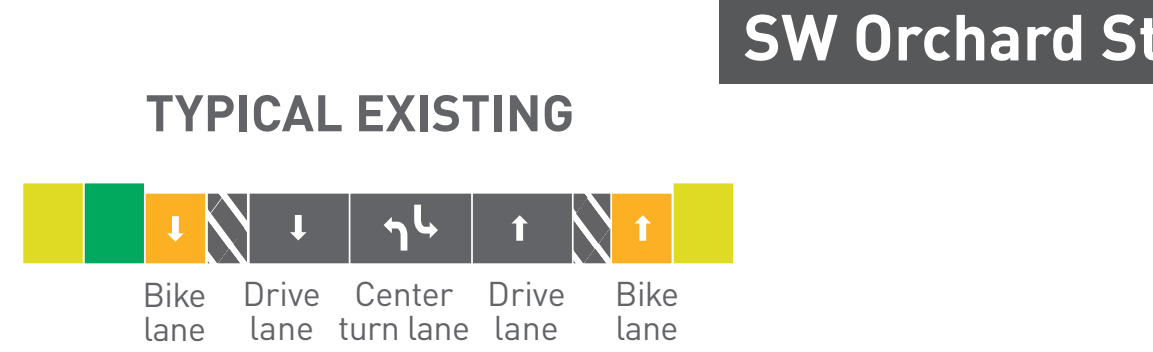 SW Orchard St
TYPICAL EXISTING
Bike lane
Drive lane
Center turn lane
Drive lane
Bike lane